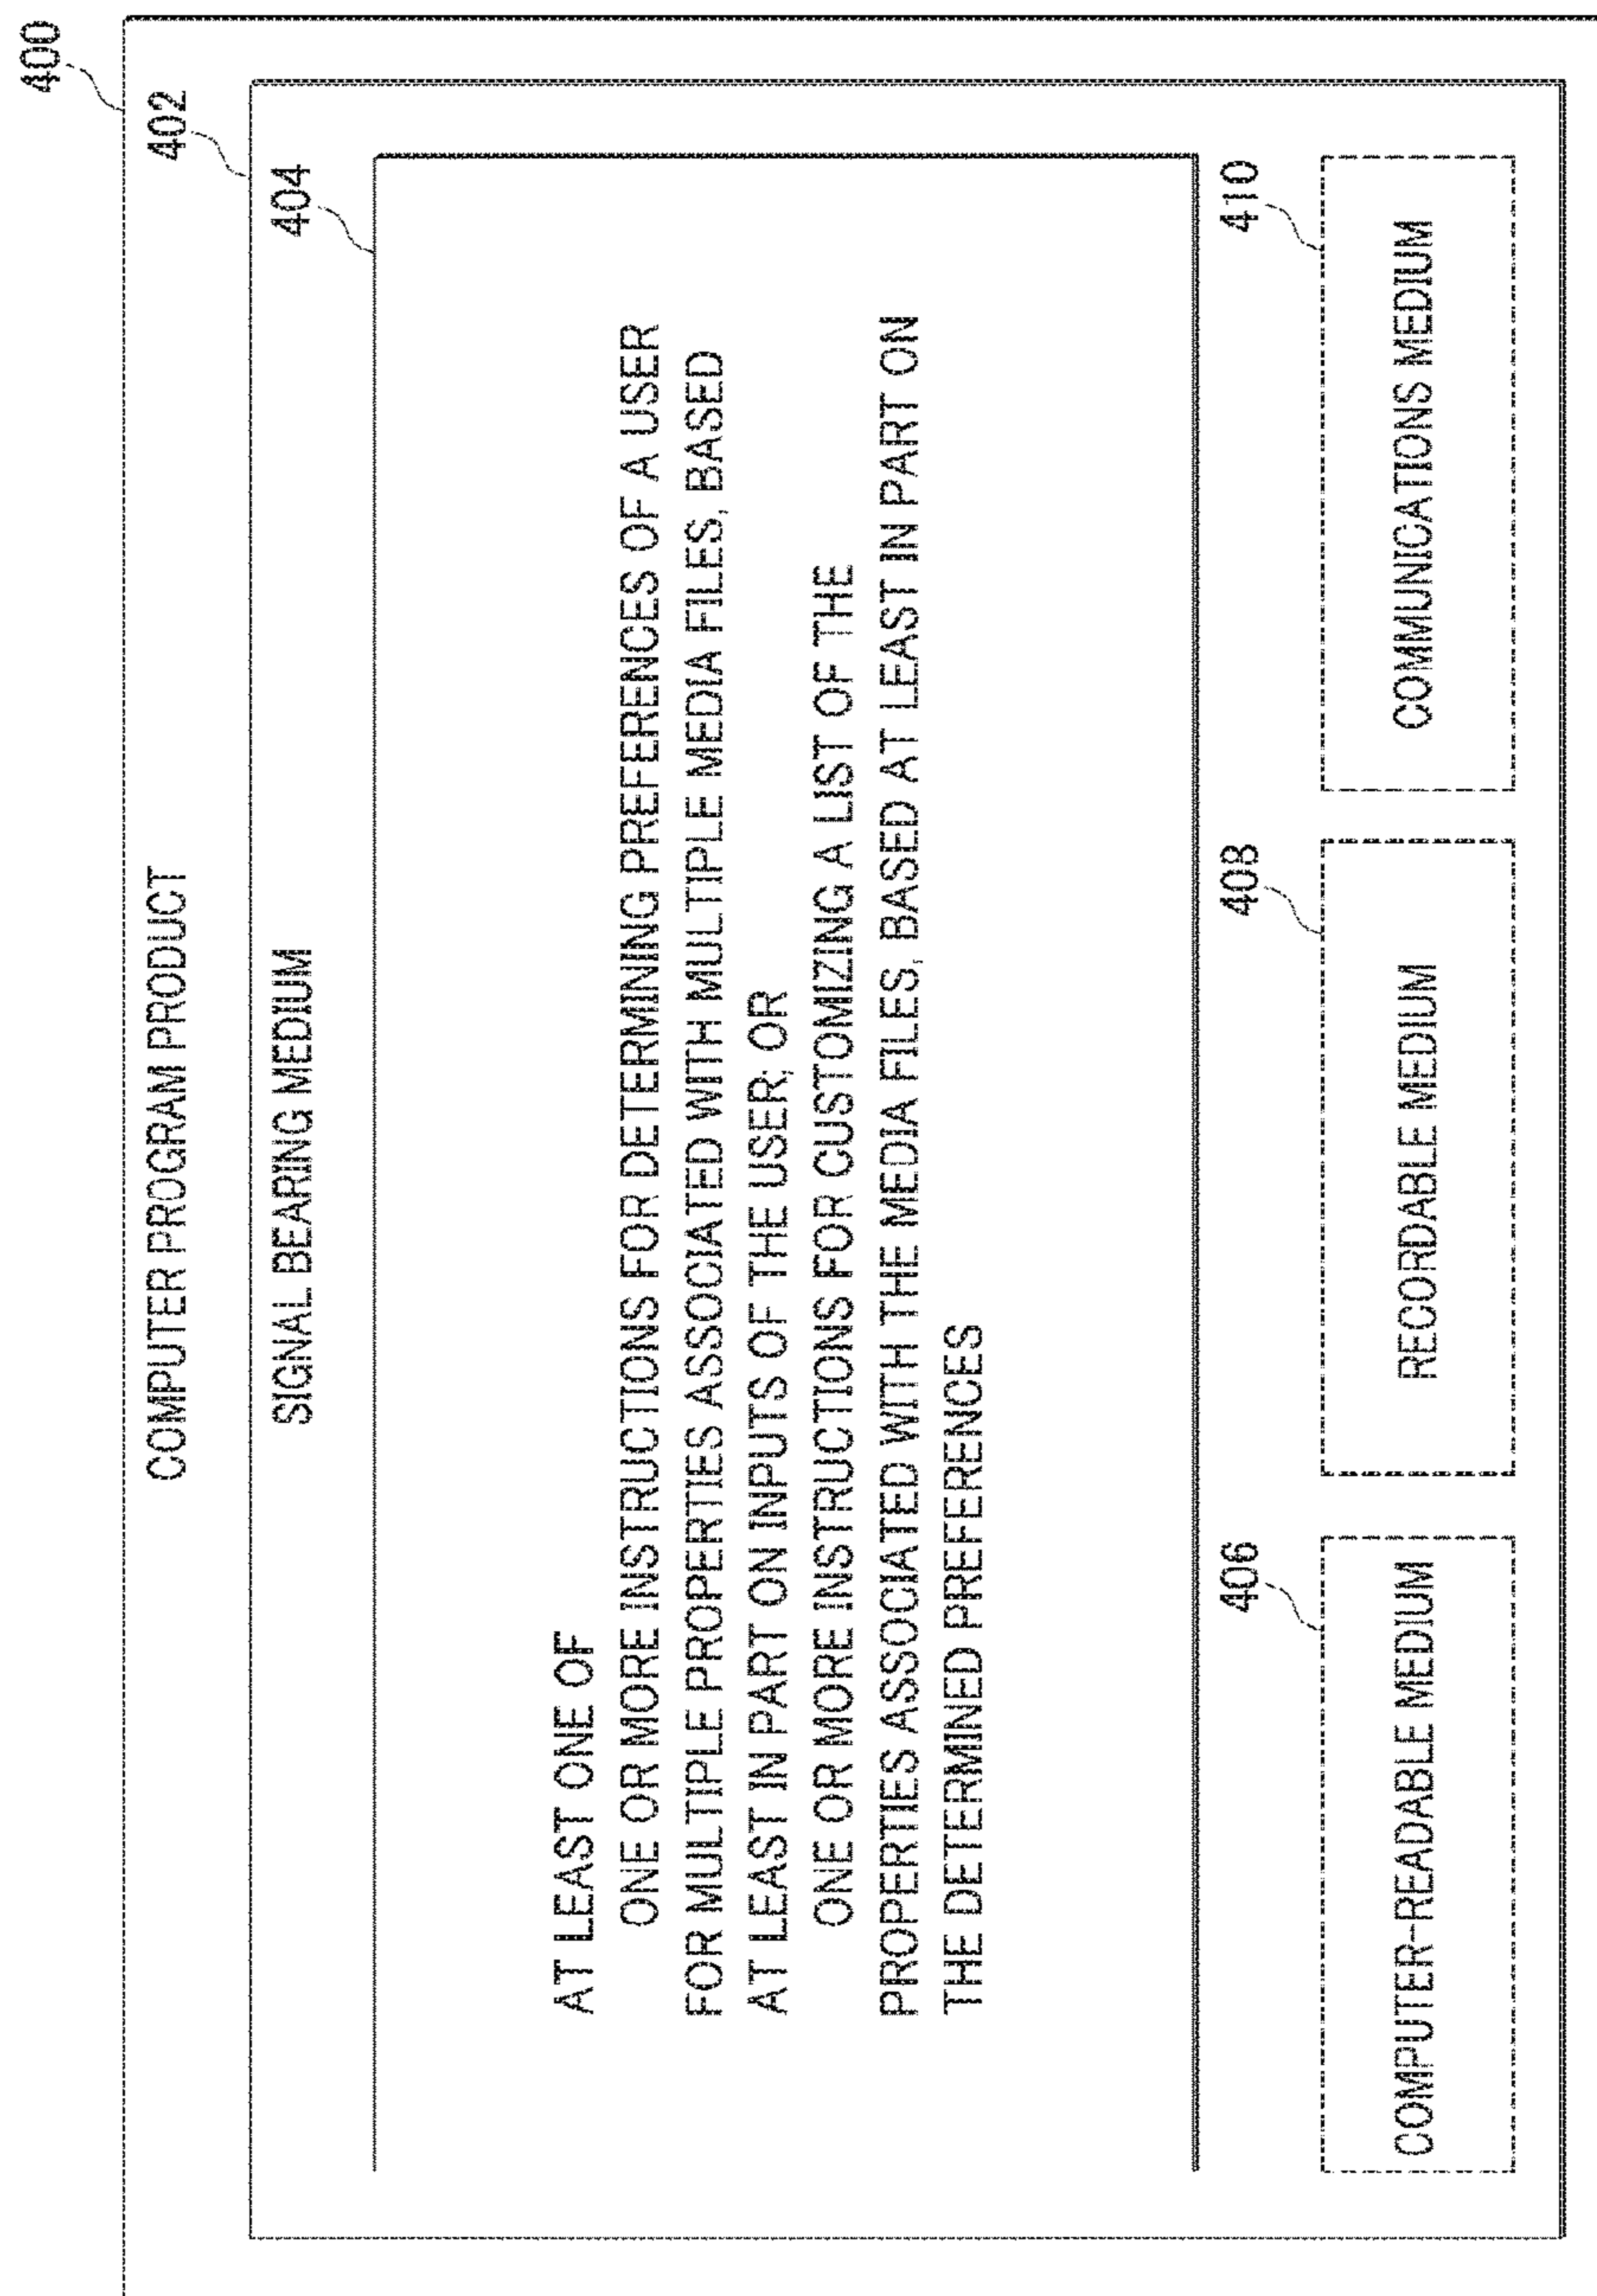 400
COMPUTER PROGRAM PRODUCT
402
SIGNAL BEARING MEDIUM
404
AT LEAST ONE OF
ONE OR MORE INSTRUCTIONS FOR DETERMINING PREFERENCES OF A USER
FOR MULTIPLE PROPERTIES ASSOCIATED WITH MULTIPLE MEDIA FILES, BASED
AT LEAST IN PART ON INPUTS OF THE USER; OR
ONE OR MORE INSTRUCTIONS FOR CUSTOMIZING A LIST OF THE
PROPERTIES ASSOCIATED WITH THE MEDIA FILES, BASED AT LEAST IN PART ON
THE DETERMINED PREFERENCES
406
COMPUTER-READABLE MEDIUM
408
RECORDABLE MEDIUM
410
COMMUNICATIONS MEDIUM